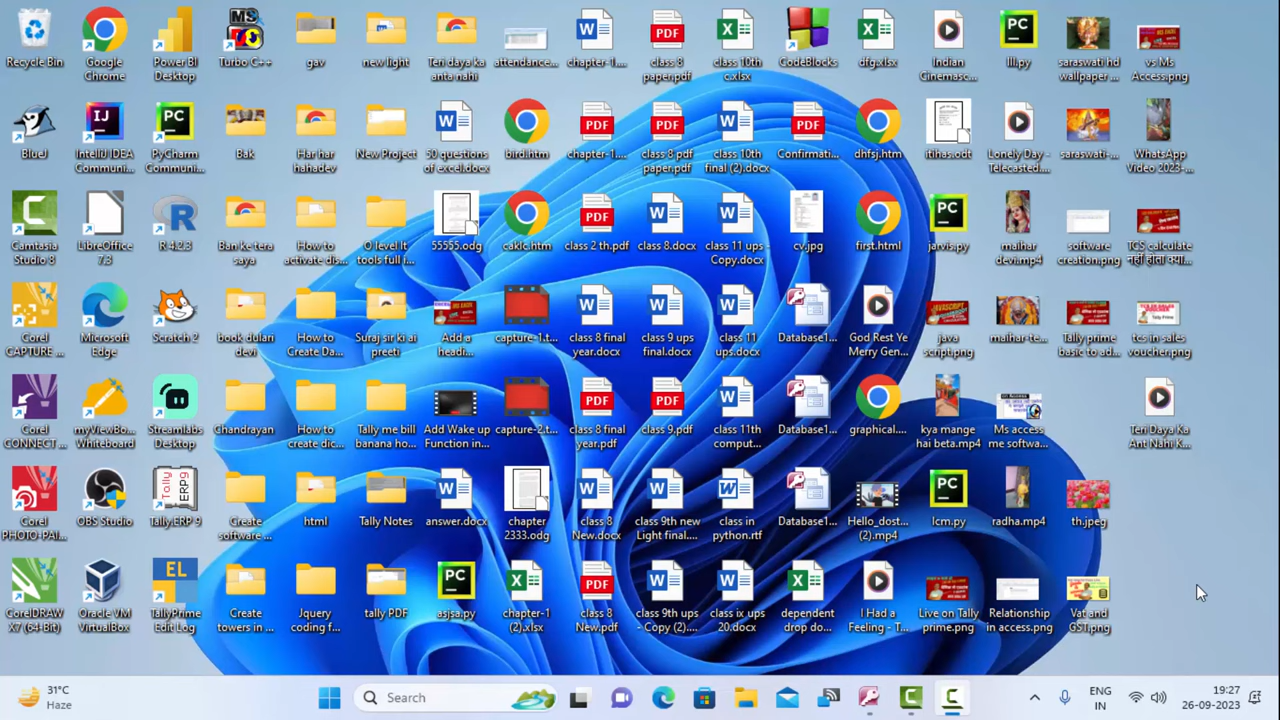 Recycle Bin
Google Chrome
Power BI Desktop
Turbo C++
gav
new light
Teri daya ka anta nahi
attendance...
chapter-1....
class 8 paper.pdf
class 10th c.xlsx
CodeBlocks
dfg.xlsx
Indian Cinemasc...
lll.py
saraswati hd wallpaper ...
vs Ms Access.png
BlueJ
IntelliJ IDEA Communi...
PyCharm Communi...
Bak
Har har hahadev
New Project
50 questions of excel.docx
bird.htm
chapter-1....
class 8 pdf paper.pdf
class 10th final (2).docx
Confirmati...
dhfsj.htm
itihas.odt
Lonely Day - Telecasted....
saraswati-...
WhatsApp Video 2023-...
Camtasia Studio 8
LibreOffice 7.3
R 4.2.3
Ban ke tera saya
How to activate dis...
O level It tools full i...
55555.odg
caklc.htm
class 2 th.pdf
class 8.docx
class 11 ups - Copy.docx
cv.jpg
first.html
jarvis.py
maihar devi.mp4
software creation.png
TCS calculate नहीं होता क्या...
Corel CAPTURE ...
Microsoft Edge
Scratch 2
book dulari devi
How to Create Da...
Suraj sir ki ai preeti
Add a headi...
capture-1.t...
class 8 final year.docx
class 9 ups final.docx
class 11 ups.docx
Database1...
God Rest Ye Merry Gen...
java script.png
maihar-te...
Tally prime basic to ad...
tcs in sales voucher.png
Corel CONNECT ...
myViewBo... Whiteboard
Streamlabs Desktop
Chandrayan
How to create dic...
Tally me bill banana ho...
Add Wake up Function in...
capture-2.t...
class 8 final year.pdf
class 9.pdf
class 11th comput...
Database1...
graphical....
kya mange hai beta.mp4
Ms access me softwa...
Teri Daya Ka Ant Nahi K...
Corel PHOTO-PAI...
OBS Studio
Tally.ERP 9
Create software ...
html
Tally Notes
answer.docx
chapter 2333.odg
class 8 New.docx
class 9th new Light final....
class in python.rtf
Database1...
Hello_dost... (2).mp4
lcm.py
radha.mp4
th.jpeg
CorelDRAW X7 (64-Bit)
Oracle VM VirtualBox
TallyPrime Edit Log
Create towers in ...
Jquery coding f...
tally PDF
asjsa.py
chapter-1 (2).xlsx
class 8 New.pdf
class 9th ups - Copy (2)....
class ix ups 20.docx
dependent drop do...
I Had a Feeling - T...
Live on Tally prime.png
Relationship in access.png
Vat and GST.png
31°C
Haze
Search
ENG
IN
19:27
26-09-2023